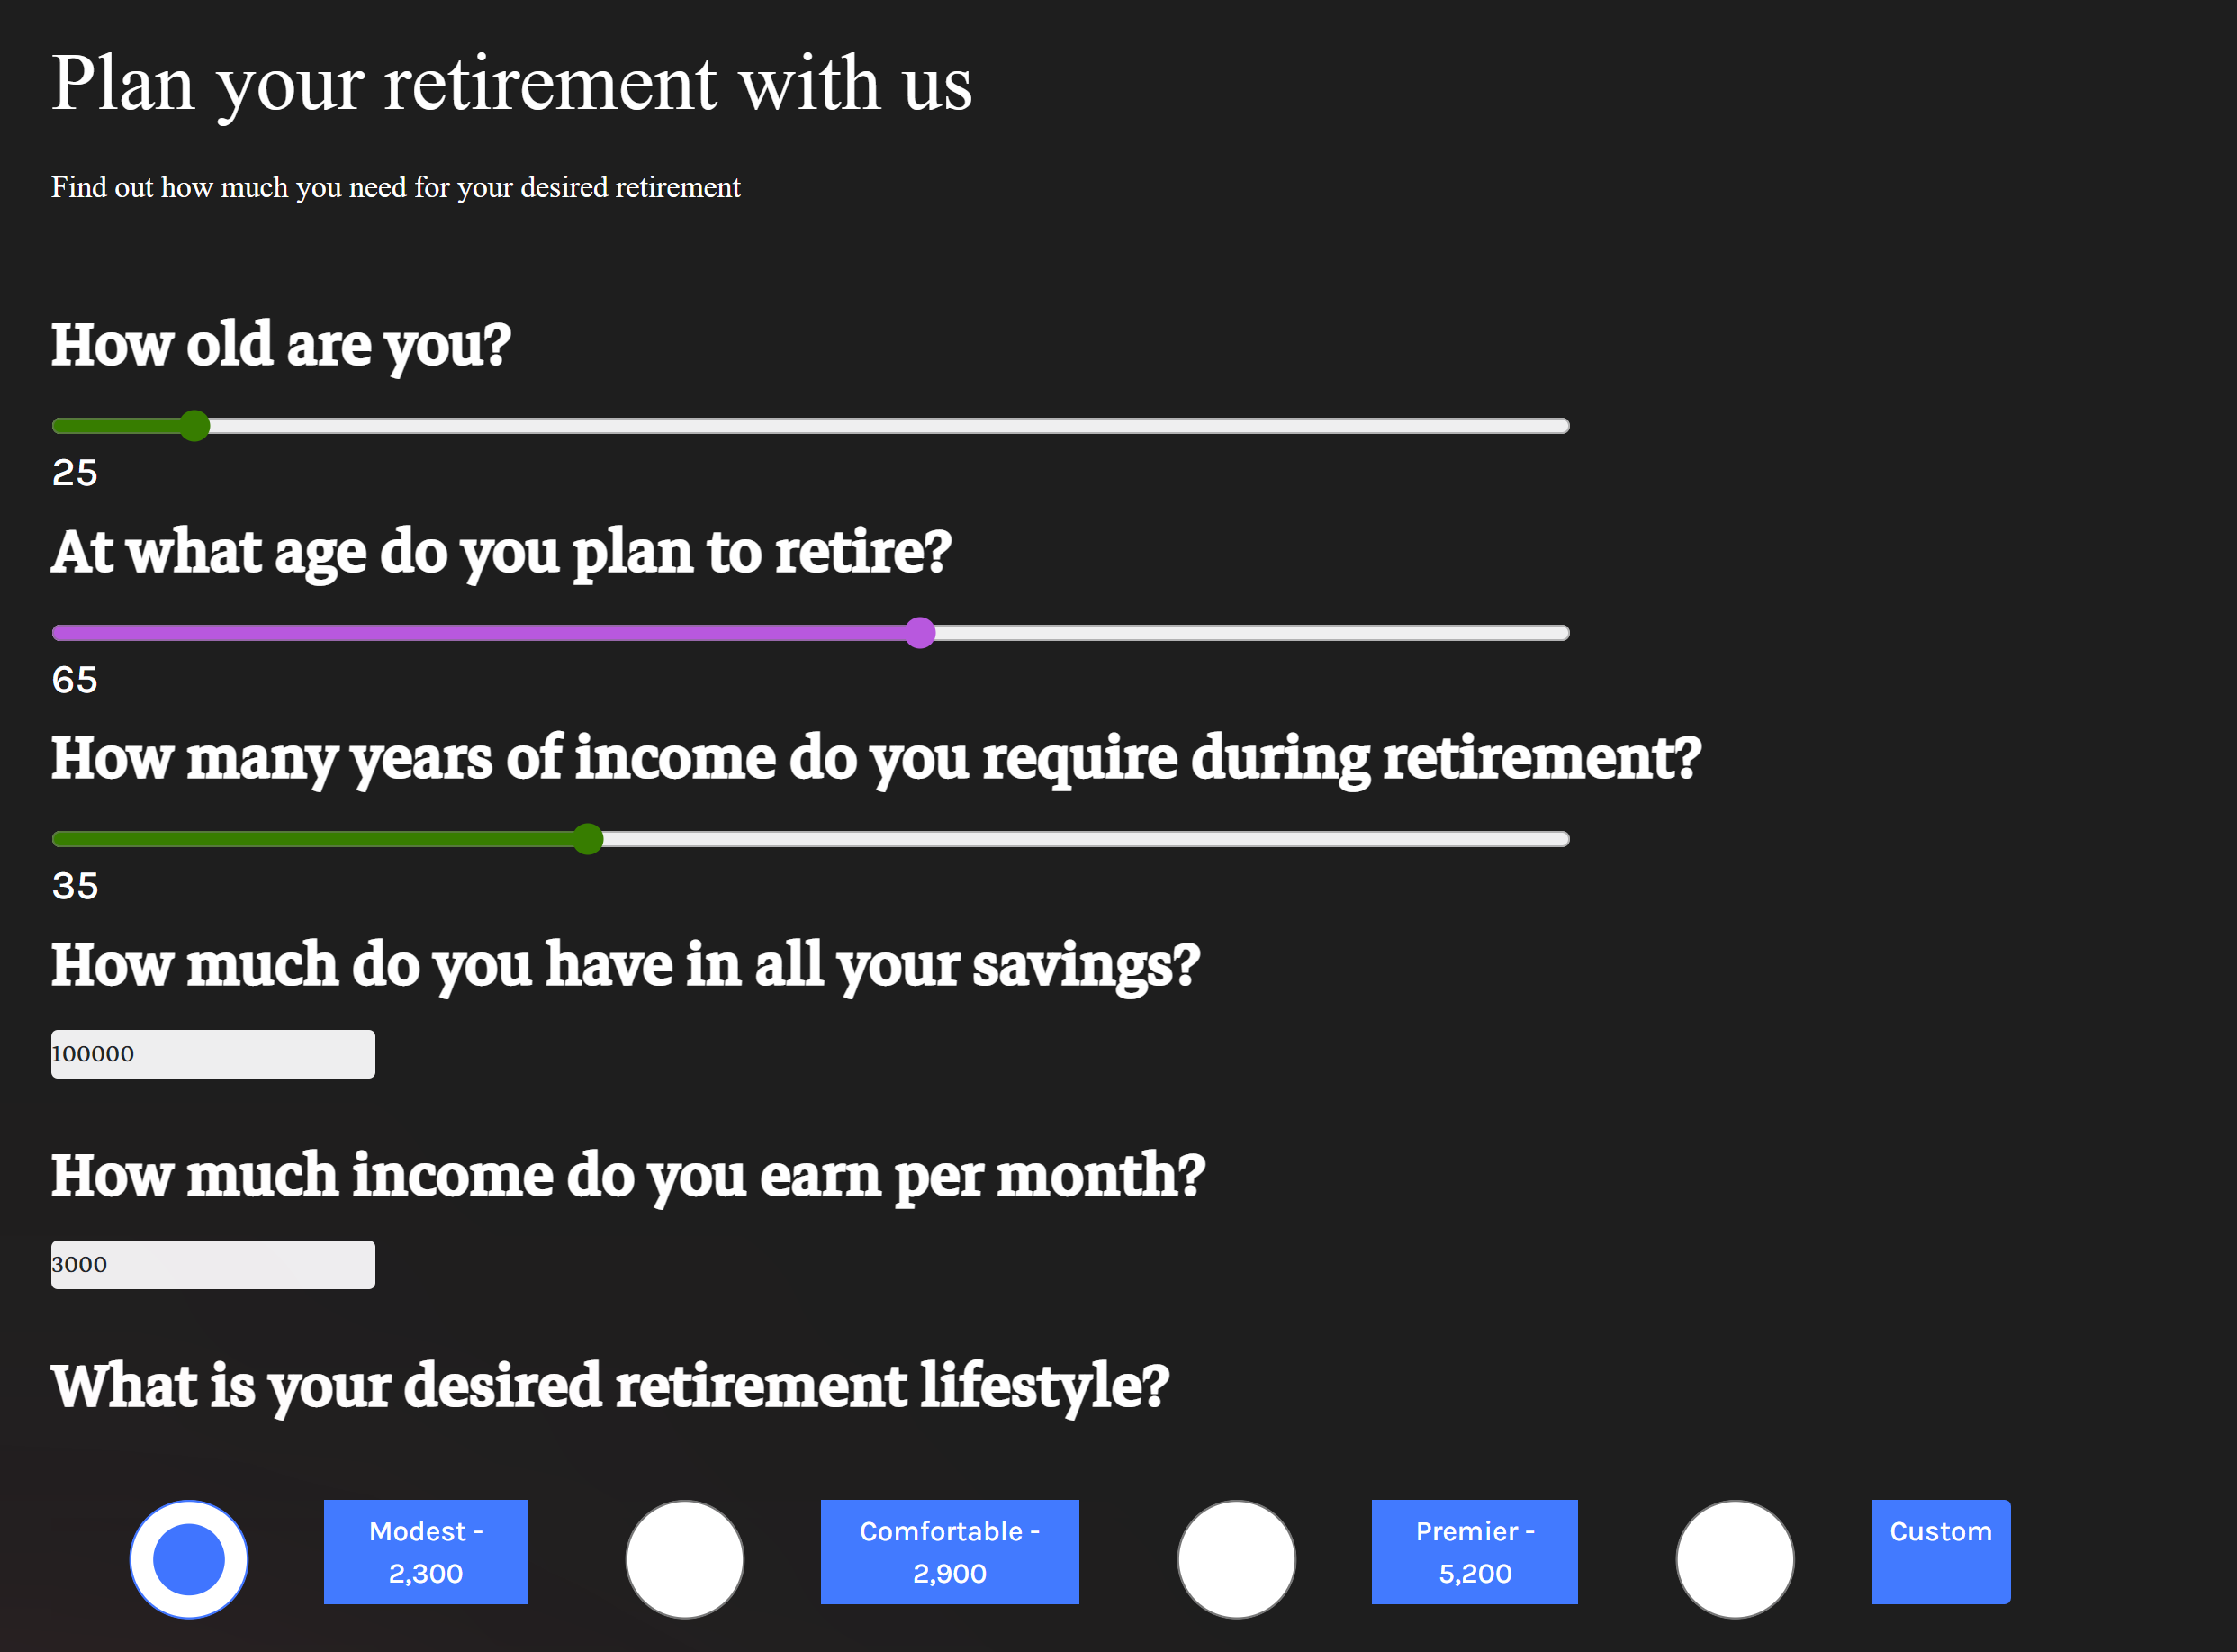 Plan your retirement with us
Find out how much you need for your desired retirement
How old are you?
25
At what age do you plan to retire?
65
How many years of income do you require during retirement?
35
How much do you have in all your savings?
100000
How much income do you earn per month?
3000
What is your desired retirement lifestyle?
Modest -
2,300
Comfortable -
2,900
Premier -
5,200
Custom